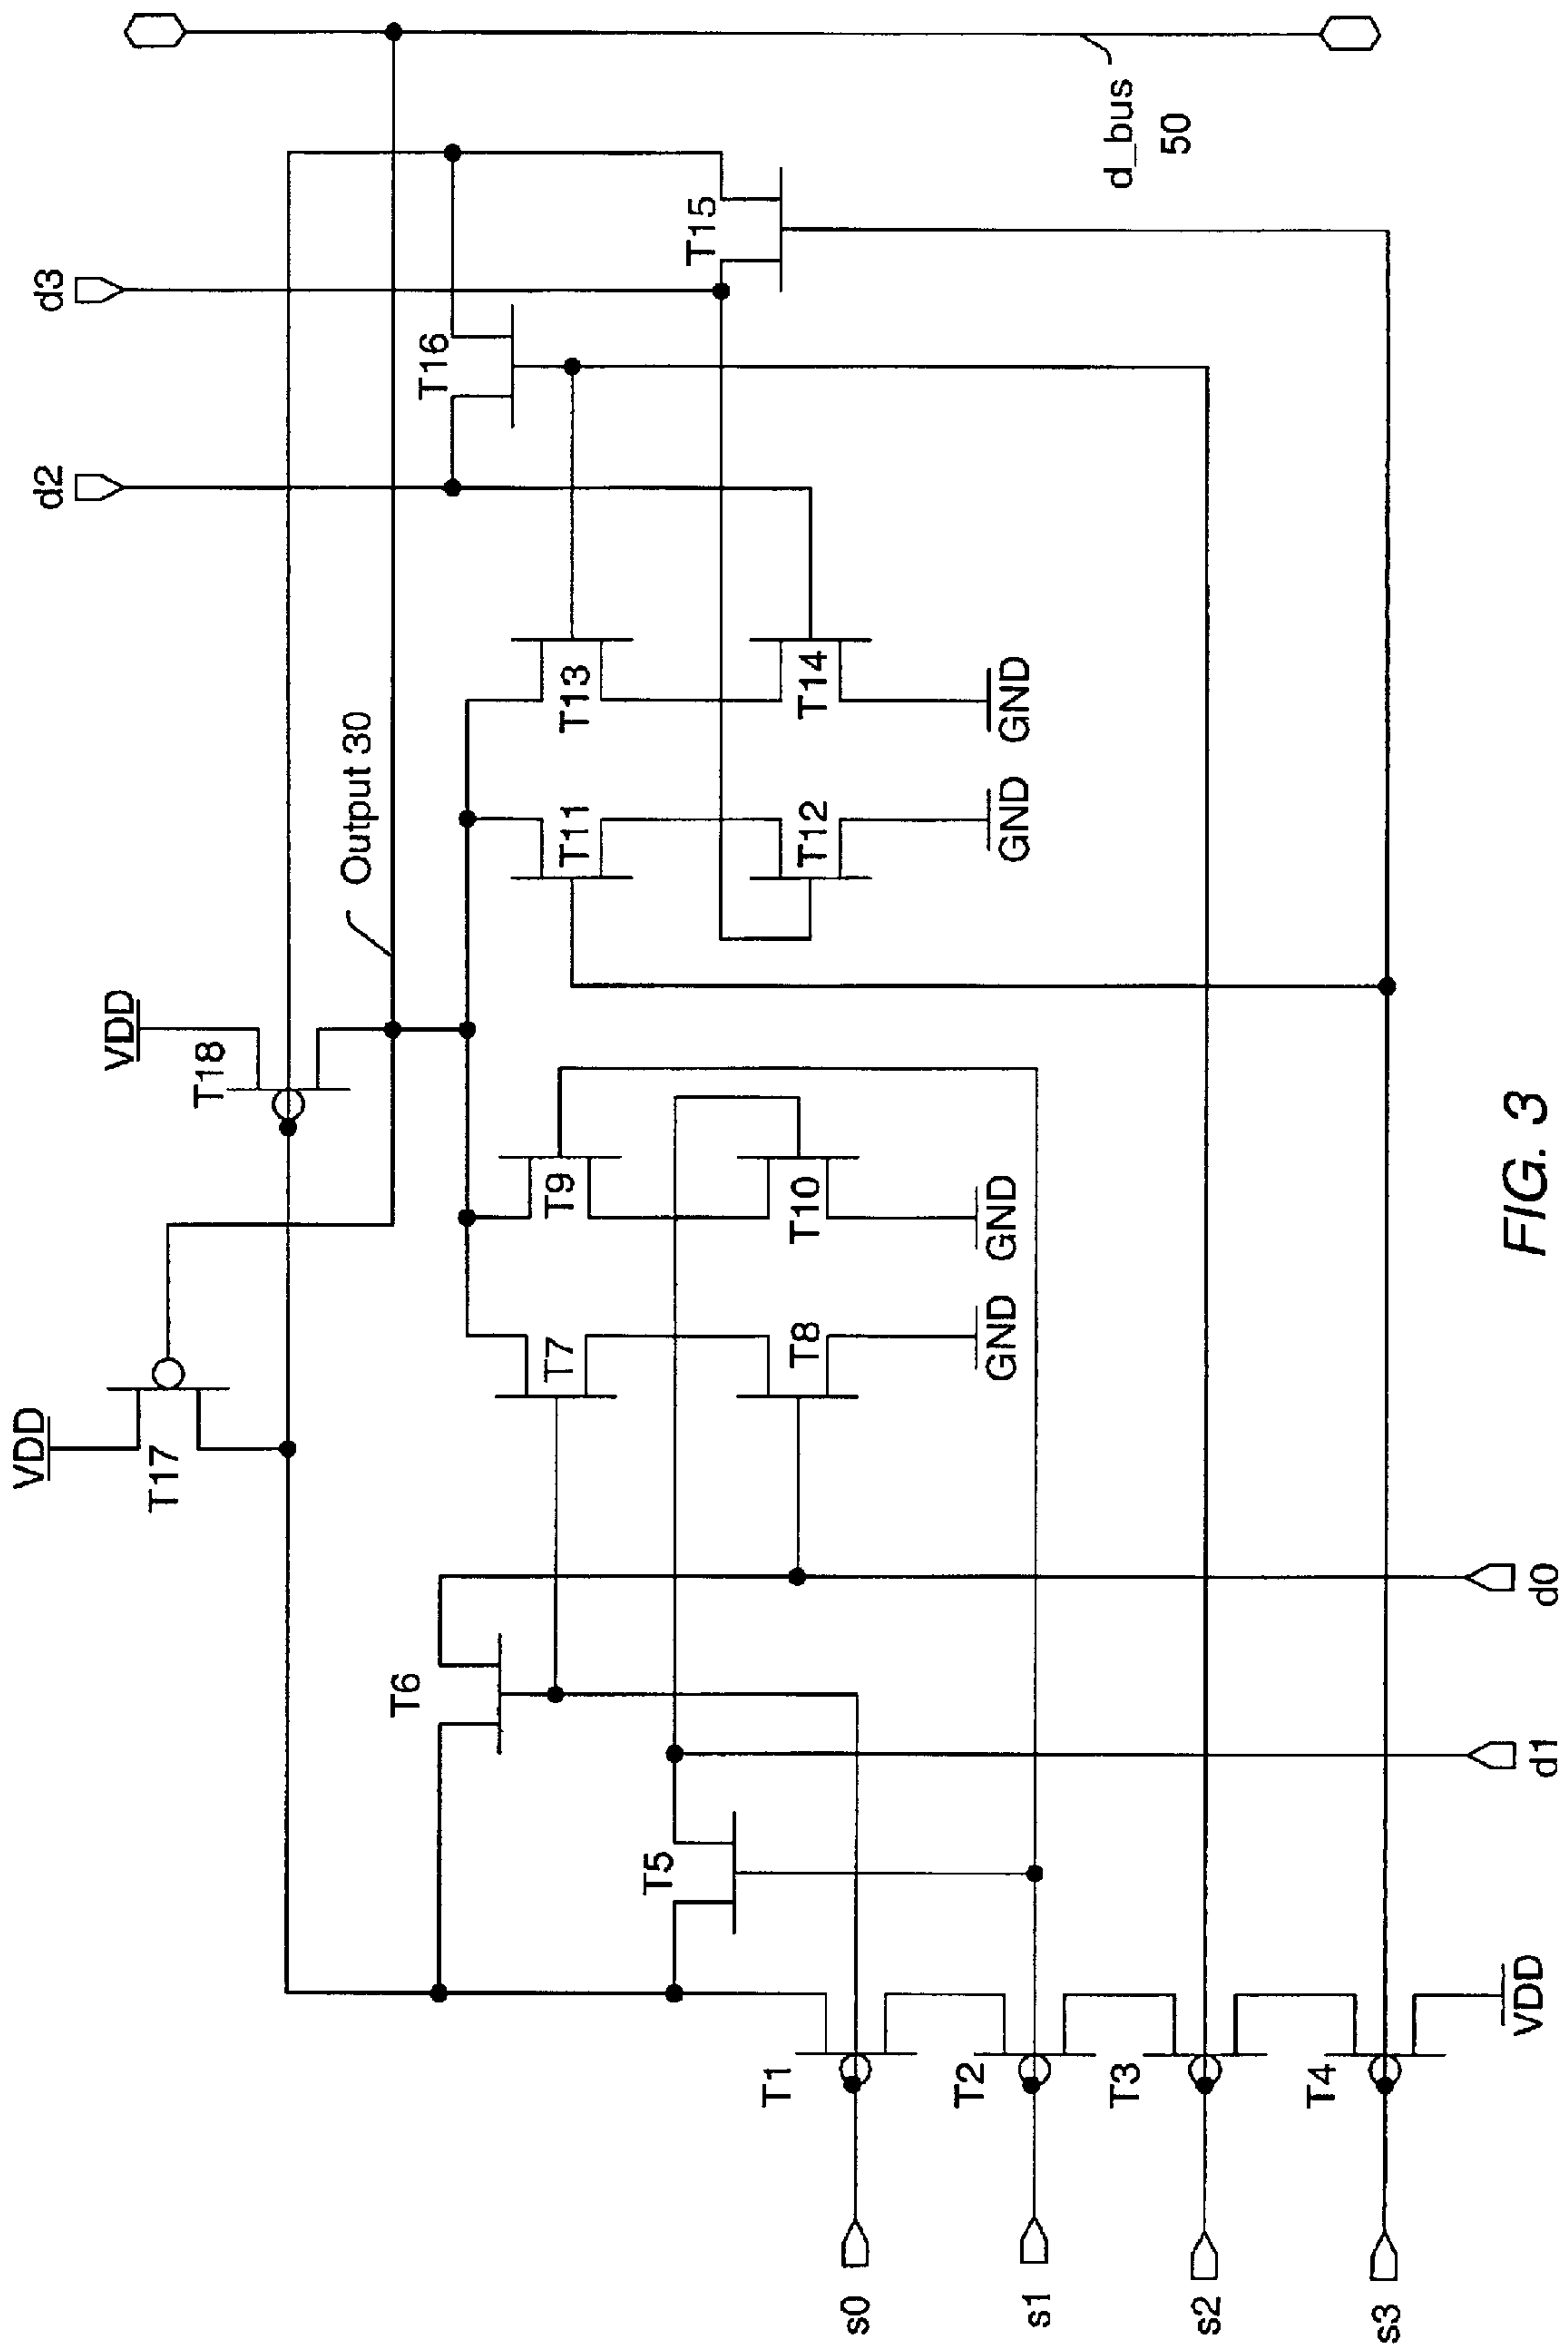 s0
s1
s2
s3
T1
T2
T3
T4
VDD
T5
T6
d1
d0
VDD
T17
T7
T8
GND
T9
T10
GND
VDD
T18
Output 30
T11
T12
GND
T13
T14
GND
d2
T16
d3
T15
d_bus
50
FIG. 3